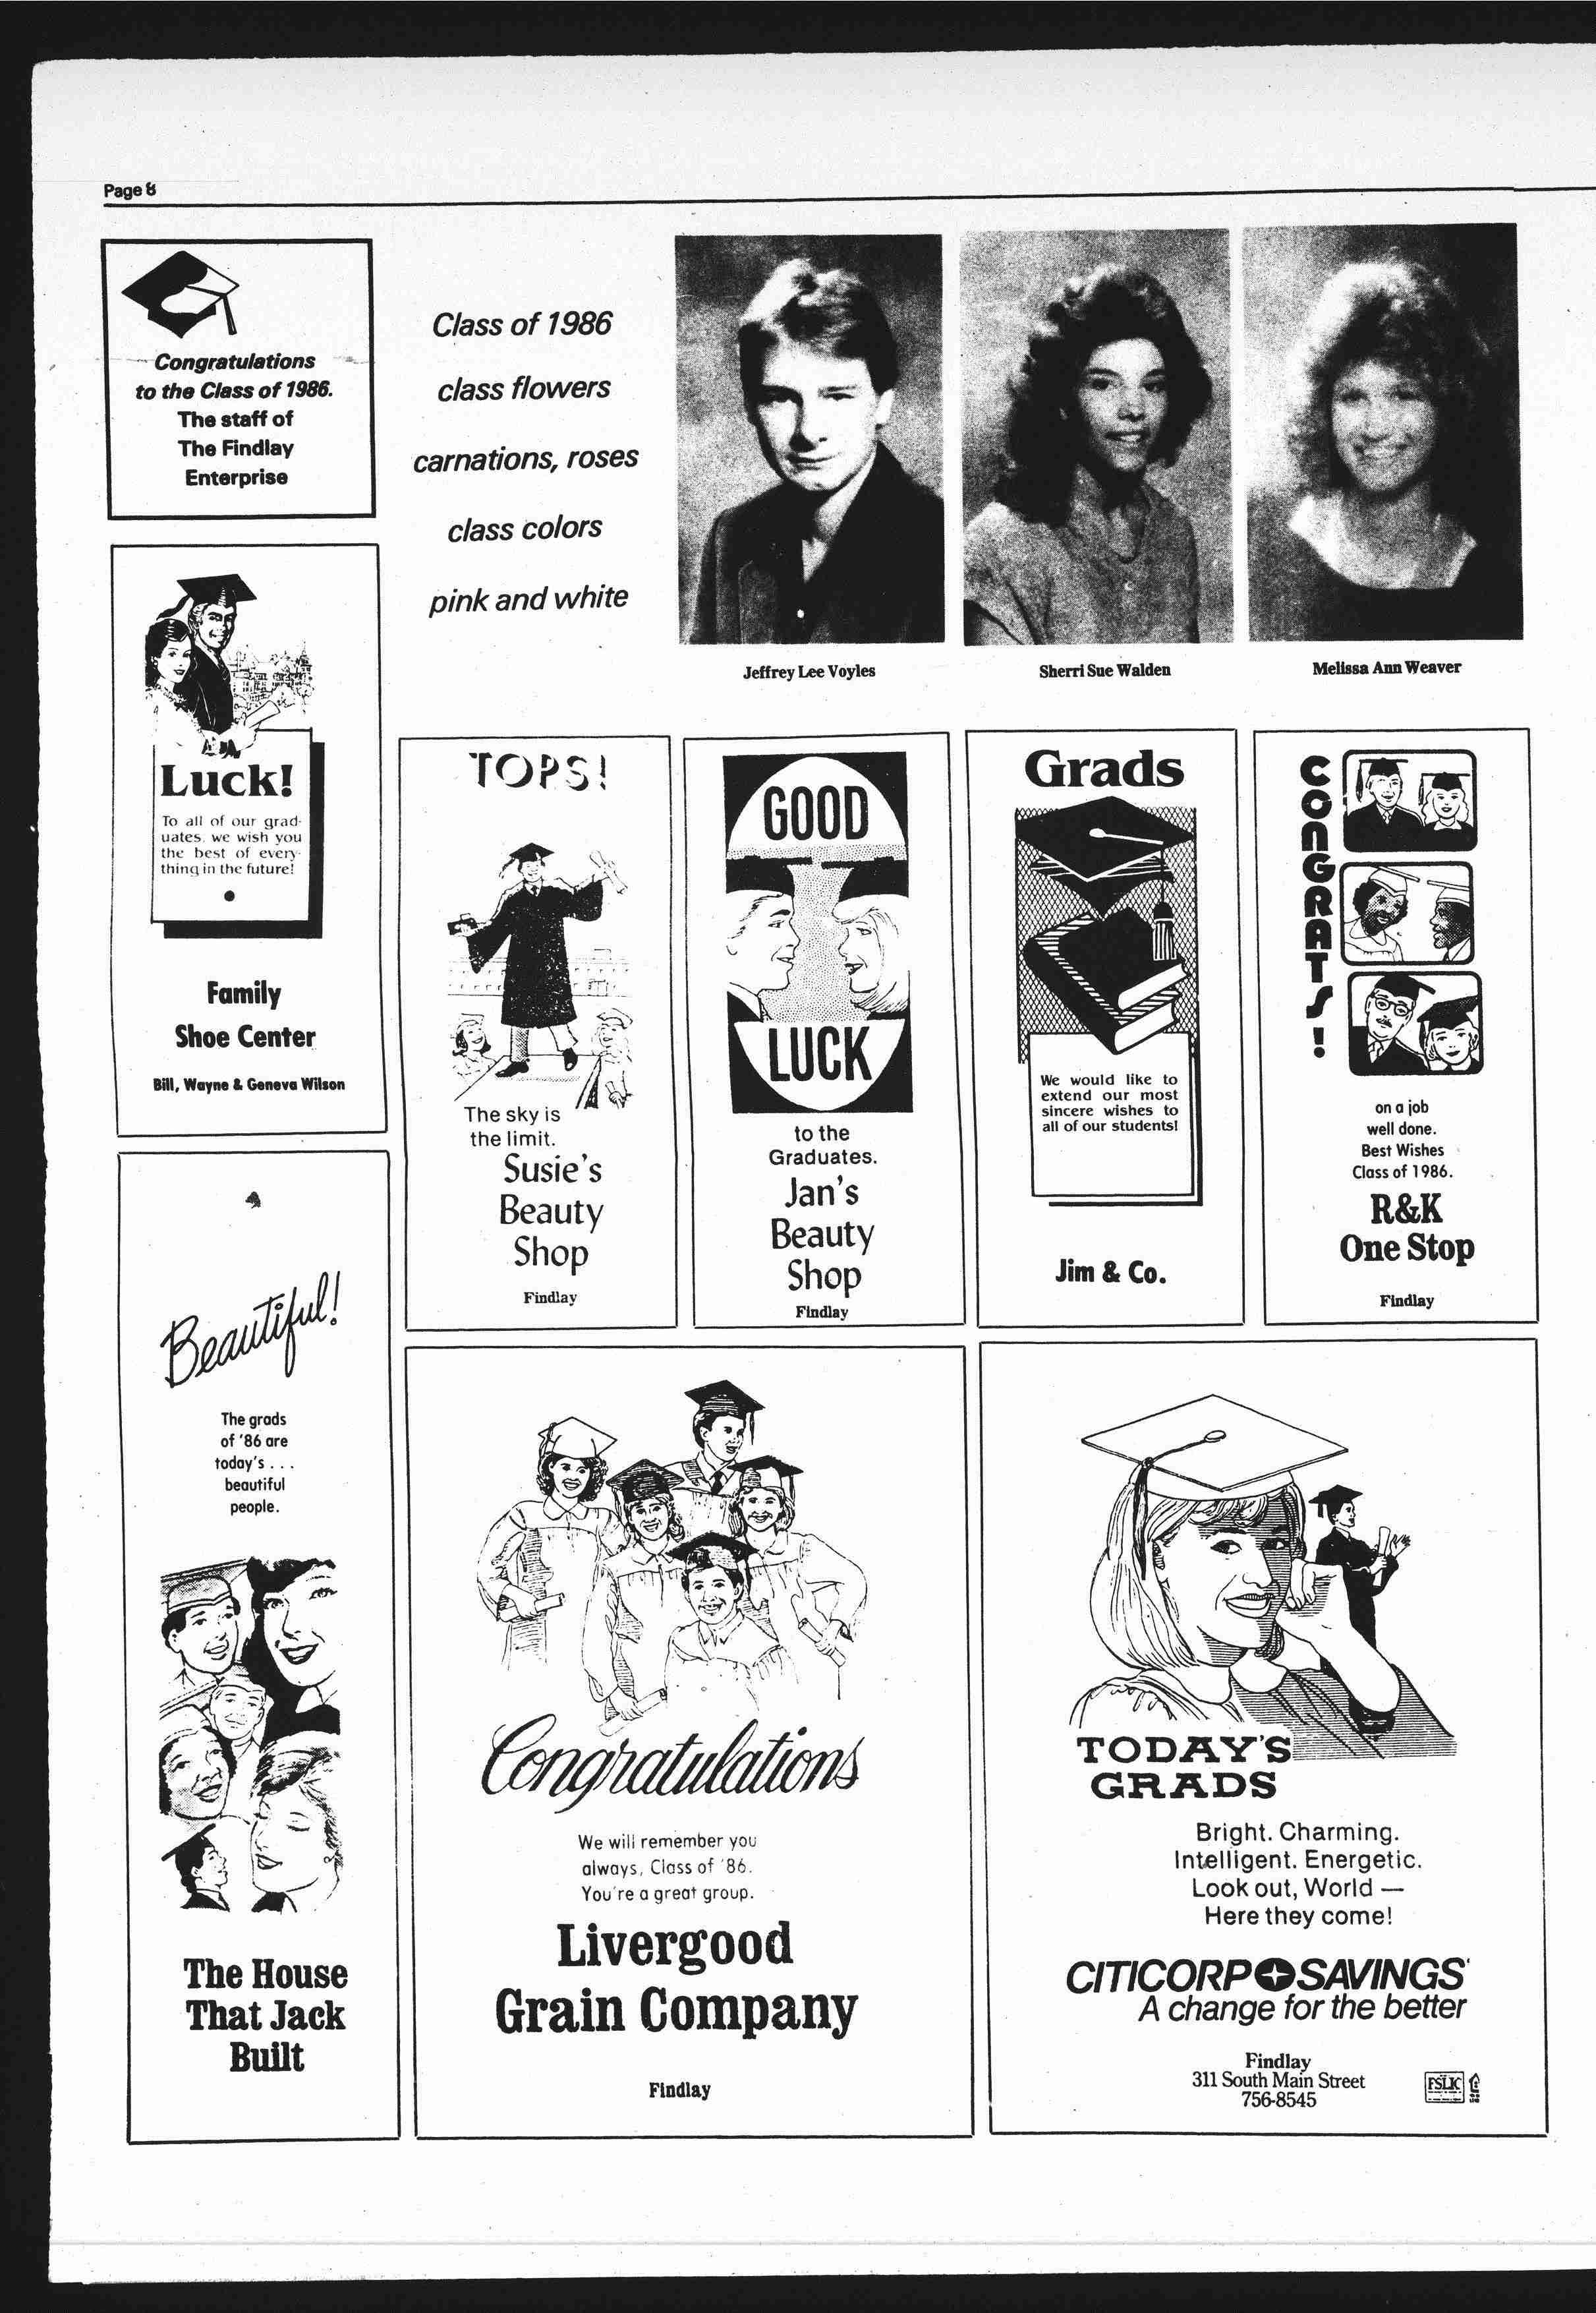 Page 8
Congratulations
to the Class of 1986.
The staff of
The Findlay
Enterprise
Class of 1986
class flowers
carnations, roses
class colors
pink and white
Jeffrey Lee Voyles
Sherri Sue Walden
Melissa Ann Weaver
Luck!
To all of our grad-
uates, we wish you
the best of every-
thing in the future!
Family
Shoe Center
Bill, Wayne & Geneva Wilson
TOPS!
The sky is
the limit.
Susie's
Beauty
Shop
Findlay
GOOD
LUCK
to the
Graduates.
Jan's
Beauty
Shop
Findlay
Grads
We would like to
extend our most
sincere wishes to
all of our students!
Jim & Co.
CONGRATS!
on a job
well done.
Best Wishes
Class of 1986.
R&K
One Stop
Findlay
Beautiful!
The grads
of '86 are
today's . . .
beautiful
people.
The House
That Jack
Built
Congratulations
We will remember you
always, Class of '86.
You're a great group.
Livergood
Grain Company
Findlay
TODAY'S
GRADS
Bright. Charming.
Intelligent. Energetic.
Look out, World —
Here they come!
CITICORP SAVINGS
A change for the better
Findlay
311 South Main Street
756-8545
FSLIC